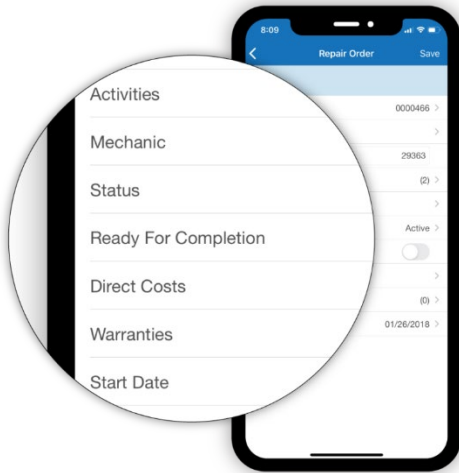 8:09
Repair Order Save
0000466
29363
Activities (2)
Mechanic
Status Active
Ready For Completion
Direct Costs
Warranties (0)
Start Date 01/26/2018